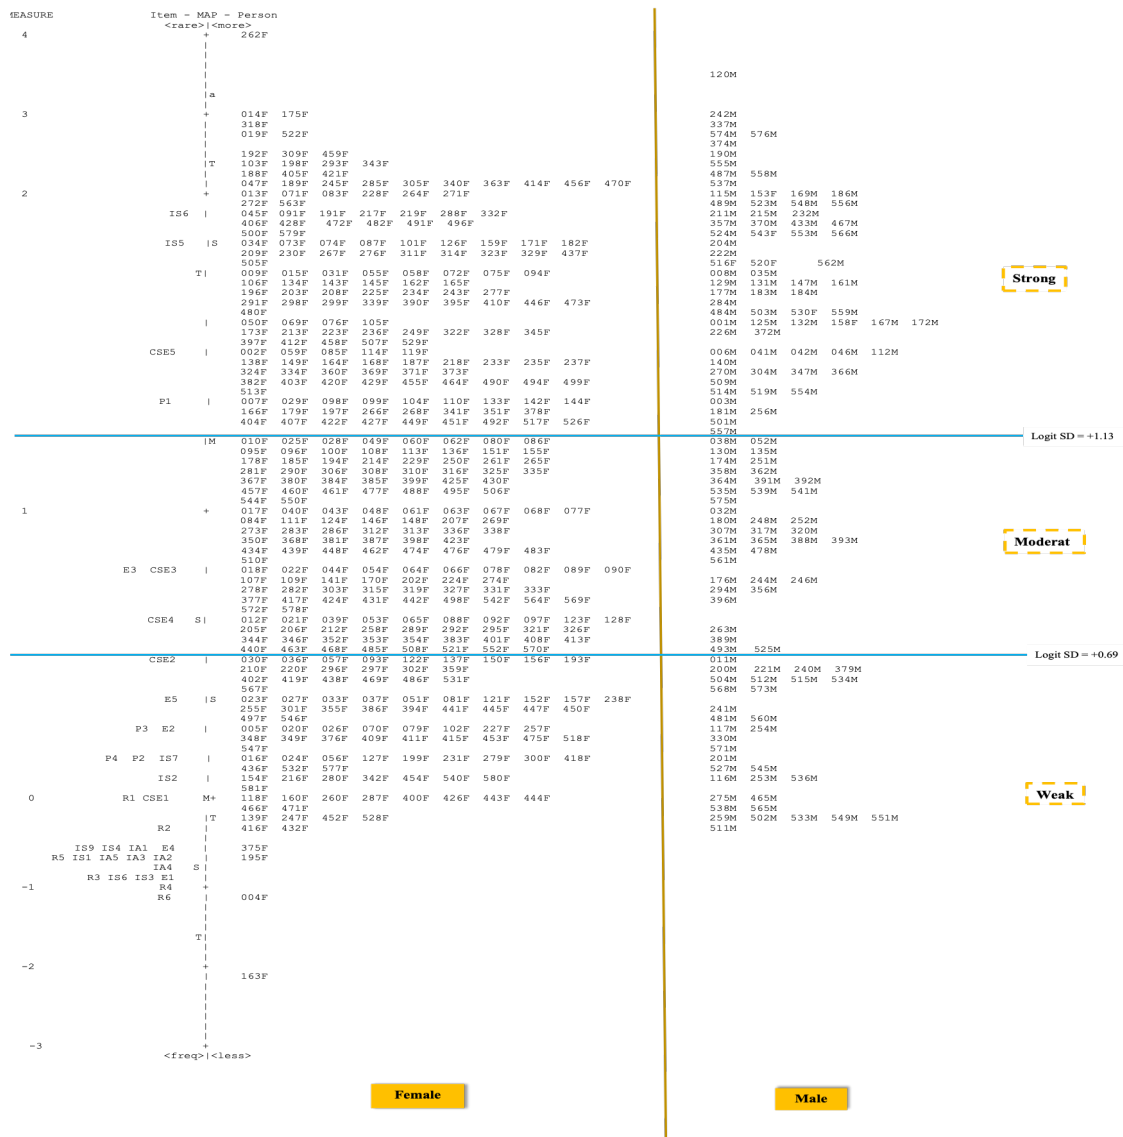 MEASURE Item - MAP - Person
<rare>|<more>
4 + 262F
|
|
|
| 120M
|
|a
|
3 + 014F 175F 242M
| 318F 337M
| 019F 522F 574M 576M
| 374M
| 192F 309F 459F 190M
|T 103F 198F 293F 343F 555M
| 188F 405F 421F 487M 558M
| 047F 189F 245F 285F 305F 340F 363F 414F 456F 470F 537M
2 + 013F 071F 083F 228F 264F 271F 115M 153F 169M 186M
272F 563F 489M 523M 548M 556M
IS6 | 045F 091F 191F 217F 219F 288F 332F 211M 215M 232M
406F 428F 472F 482F 491F 496F 357M 370M 433M 467M
500F 579F 524M 543F 553M 566M
IS5 |S 034F 073F 074F 087F 101F 126F 159F 171F 182F 204M
209F 230F 267F 276F 311F 314F 323F 329F 437F 222M
505F 516F 520F 562M
T| 009F 015F 031F 055F 058F 072F 075F 094F 008M 035M
Strong
106F 134F 143F 145F 162F 165F 129M 131M 147M 161M
196F 203F 208F 225F 234F 243F 277F 177M 183M 184M
291F 298F 299F 339F 390F 395F 410F 446F 473F 284M
480F 484M 503M 530F 559M
| 050F 069F 076F 105F 001M 125M 132M 158F 167M 172M
173F 213F 223F 236F 249F 322F 328F 345F 226M 372M
397F 412F 458F 507F 529F
CSE5 | 002F 059F 085F 114F 119F 006M 041M 042M 046M 112M
138F 149F 164F 168F 187F 218F 233F 235F 237F 140M
324F 334F 360F 369F 371F 373F 270M 304M 347M 366M
382F 403F 420F 429F 455F 464F 490F 494F 499F 509M
513F 514M 519M 554M
P1 | 007F 029F 098F 099F 104F 110F 133F 142F 144F 003M
166F 179F 197F 266F 268F 341F 351F 378F 181M 256M
404F 407F 422F 427F 449F 451F 492F 517F 526F 501M
557M
Logit SD = +1.13
|M 010F 025F 028F 049F 060F 062F 080F 086F 038M 052M
095F 096F 100F 108F 113F 136F 151F 155F 130M 135M
178F 185F 194F 214F 229F 250F 261F 265F 174M 251M
281F 290F 306F 308F 310F 316F 325F 335F 358M 362M
367F 380F 384F 385F 399F 425F 430F 364M 391M 392M
457F 460F 461F 477F 488F 495F 506F 535M 539M 541M
544F 550F 575M
1 + 017F 040F 043F 048F 061F 063F 067F 068F 077F 032M
084F 111F 124F 146F 148F 207F 269F 180M 248M 252M
273F 283F 286F 312F 313F 336F 338F 307M 317M 320M
350F 368F 381F 387F 398F 423F 361M 365M 388M 393M
Moderat
434F 439F 448F 462F 474F 476F 479F 483F 435M 478M
510F 561M
E3 CSE3 | 018F 022F 044F 054F 064F 066F 078F 082F 089F 090F
107F 109F 141F 170F 202F 224F 274F 176M 244M 246M
278F 282F 303F 315F 319F 327F 331F 333F 294M 356M
377F 417F 424F 431F 442F 498F 542F 564F 569F 396M
572F 578F
CSE4 S| 012F 021F 039F 053F 065F 088F 092F 097F 123F 128F
205F 206F 212F 258F 289F 292F 295F 321F 326F 263M
344F 346F 352F 353F 354F 383F 401F 408F 413F 389M
440F 463F 468F 485F 508F 521F 552F 570F 493M 525M
Logit SD = +0.69
CSE2 | 030F 036F 057F 093F 122F 137F 150F 156F 193F 011M
210F 220F 296F 297F 302F 359F 200M 221M 240M 379M
402F 419F 438F 469F 486F 531F 504M 512M 515M 534M
567F 568M 573M
E5 |S 023F 027F 033F 037F 051F 081F 121F 152F 157F 238F
255F 301F 355F 386F 394F 441F 445F 447F 450F 241M
497F 546F 481M 560M
P3 E2 | 005F 020F 026F 070F 079F 102F 227F 257F 117M 254M
348F 349F 376F 409F 411F 415F 453F 475F 518F 330M
547F 571M
P4 P2 IS7 | 016F 024F 056F 127F 199F 231F 279F 300F 418F 201M
436F 532F 577F 527M 545M
IS2 | 154F 216F 280F 342F 454F 540F 580F 116M 253M 536M
581F
Weak
0 R1 CSE1 M+ 118F 160F 260F 287F 400F 426F 443F 444F 275M 465M
466F 471F 538M 565M
|T 139F 247F 452F 528F 259M 502M 533M 549M 551M
R2 | 416F 432F 511M
|
IS9 IS4 IA1 E4 | 375F
R5 IS1 IA5 IA3 IA2 | 195F
IA4 S|
R3 IS6 IS3 E1 |
-1 R4 +
R6 | 004F
|
|
|
T|
|
|
-2 +
| 163F
|
|
|
|
|
|
-3 +
<freq>|<less>
Female Male